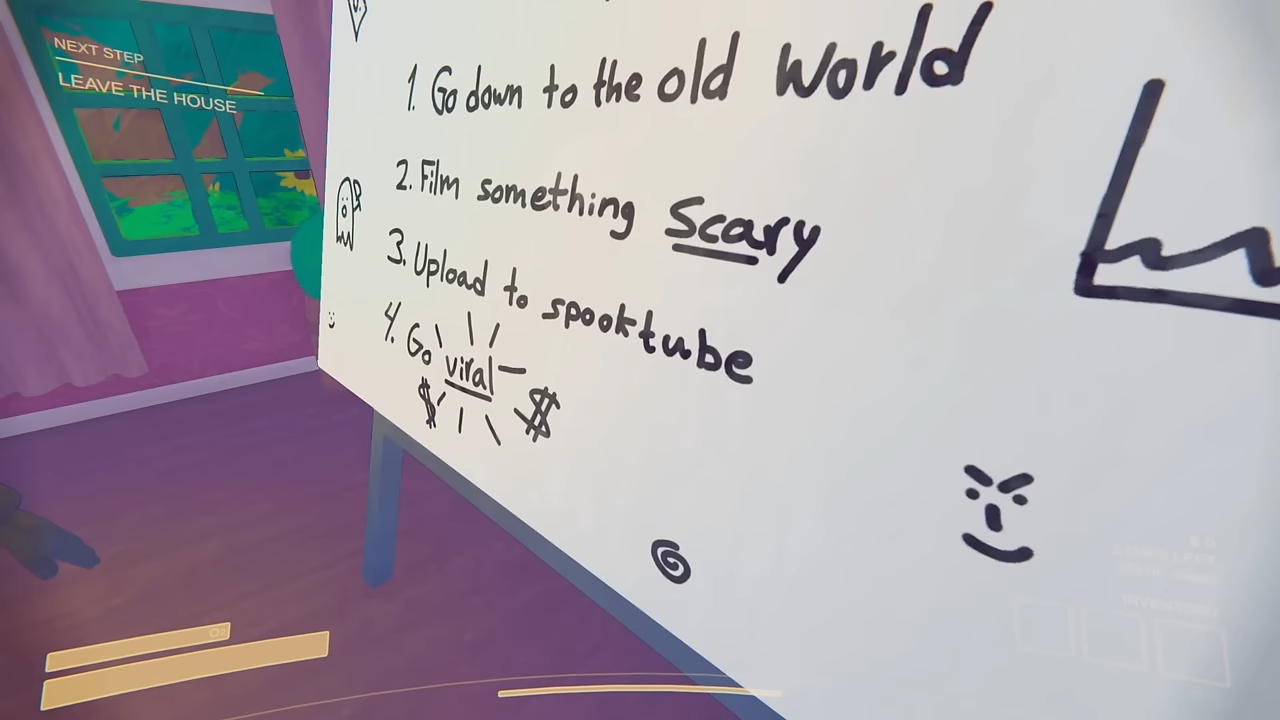 NEXT STEP
LEAVE THE HOUSE
1. Go down to the old World
2. Film something Scary
3. Upload to spooktube
4. Go viral
$ $